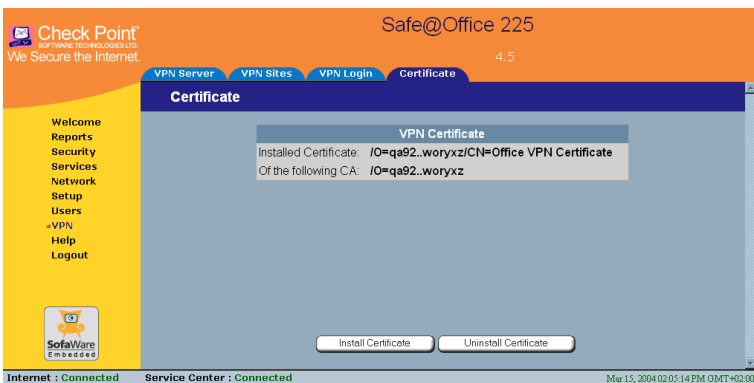 Check Point™
SOFTWARE TECHNOLOGIES LTD.
We Secure the Internet.
Safe@Office 225
4.5
VPN Server
VPN Sites
VPN Login
Certificate
Certificate
Welcome
Reports
Security
Services
Network
Setup
Users
VPN
Help
Logout
VPN Certificate
Installed Certificate: /O=qa92..woryxz/CN=Office VPN Certificate
Of the following CA: /O=qa92..woryxz
SofaWare
Embedded
Install Certificate
Uninstall Certificate
Internet : Connected
Service Center : Connected
Mar 15, 2004 02:05:14 PM GMT+02:00